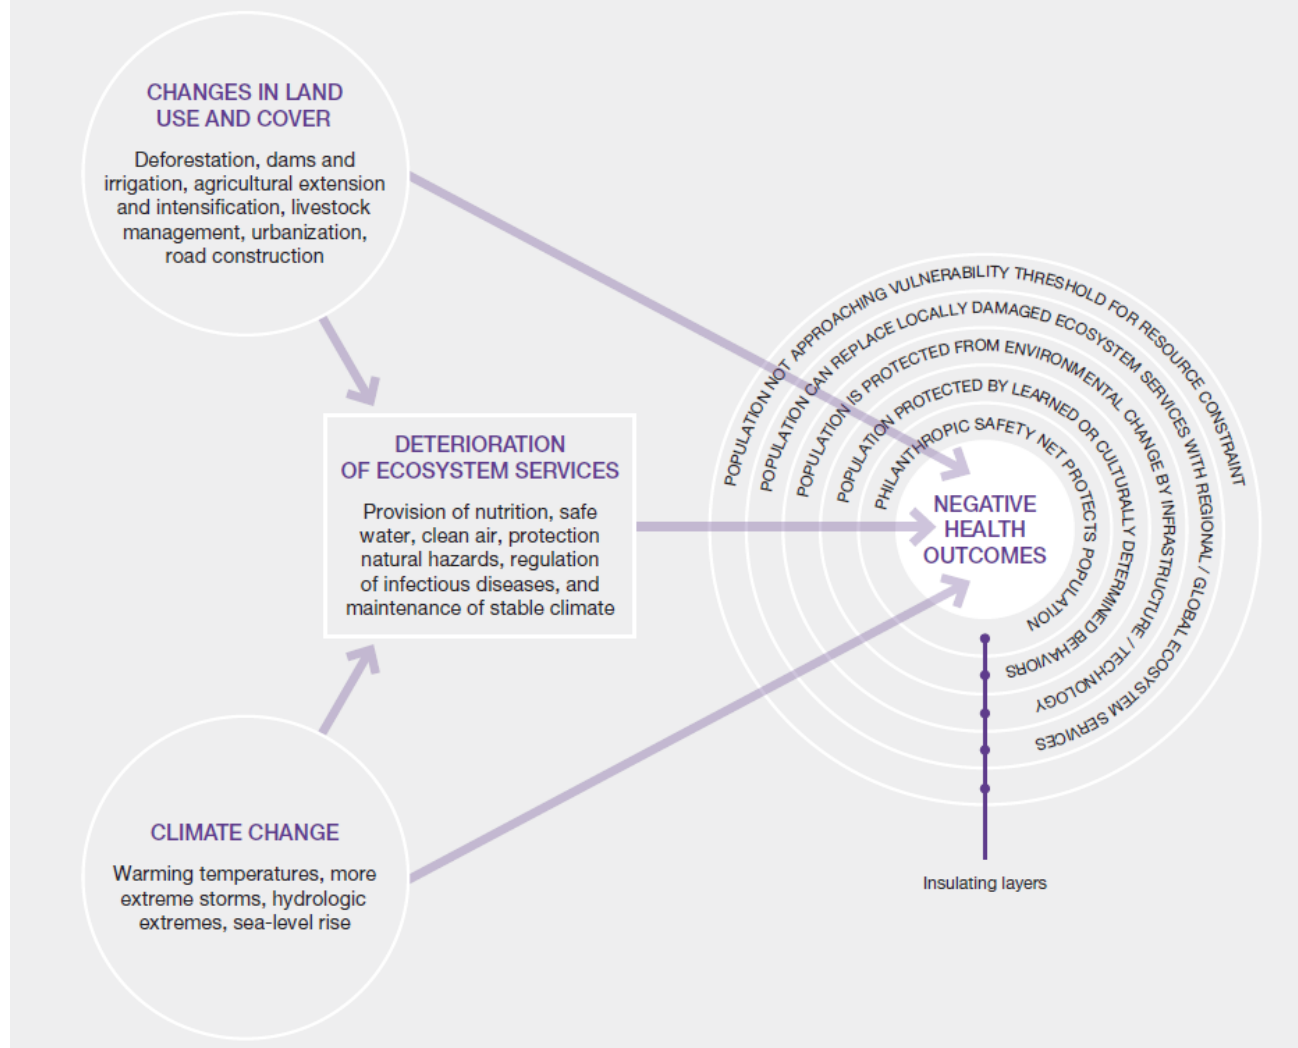 CHANGES IN LAND
USE AND COVER
Deforestation, dams and
irrigation, agricultural extension
and intensification, livestock
management, urbanization,
road construction
DETERIORATION
OF ECOSYSTEM SERVICES
Provision of nutrition, safe
water, clean air, protection
natural hazards, regulation
of infectious diseases, and
maintenance of stable climate
CLIMATE CHANGE
Warming temperatures, more
extreme storms, hydrologic
extremes, sea-level rise
POPULATION NOT APPROACHING VULNERABILITY THRESHOLD FOR RESOURCE CONSTRAINT
POPULATION CAN REPLACE LOCALLY DAMAGED ECOSYSTEM SERVICES WITH REGIONAL / GLOBAL ECOSYSTEM SERVICES
POPULATION IS PROTECTED FROM ENVIRONMENTAL CHANGE BY INFRASTRUCTURE / TECHNOLOGY
POPULATION PROTECTED BY LEARNED OR CULTURALLY DETERMINED BEHAVIORS
PHILANTHROPIC SAFETY NET PROTECTS POPULATION
NEGATIVE
HEALTH
OUTCOMES
Insulating layers